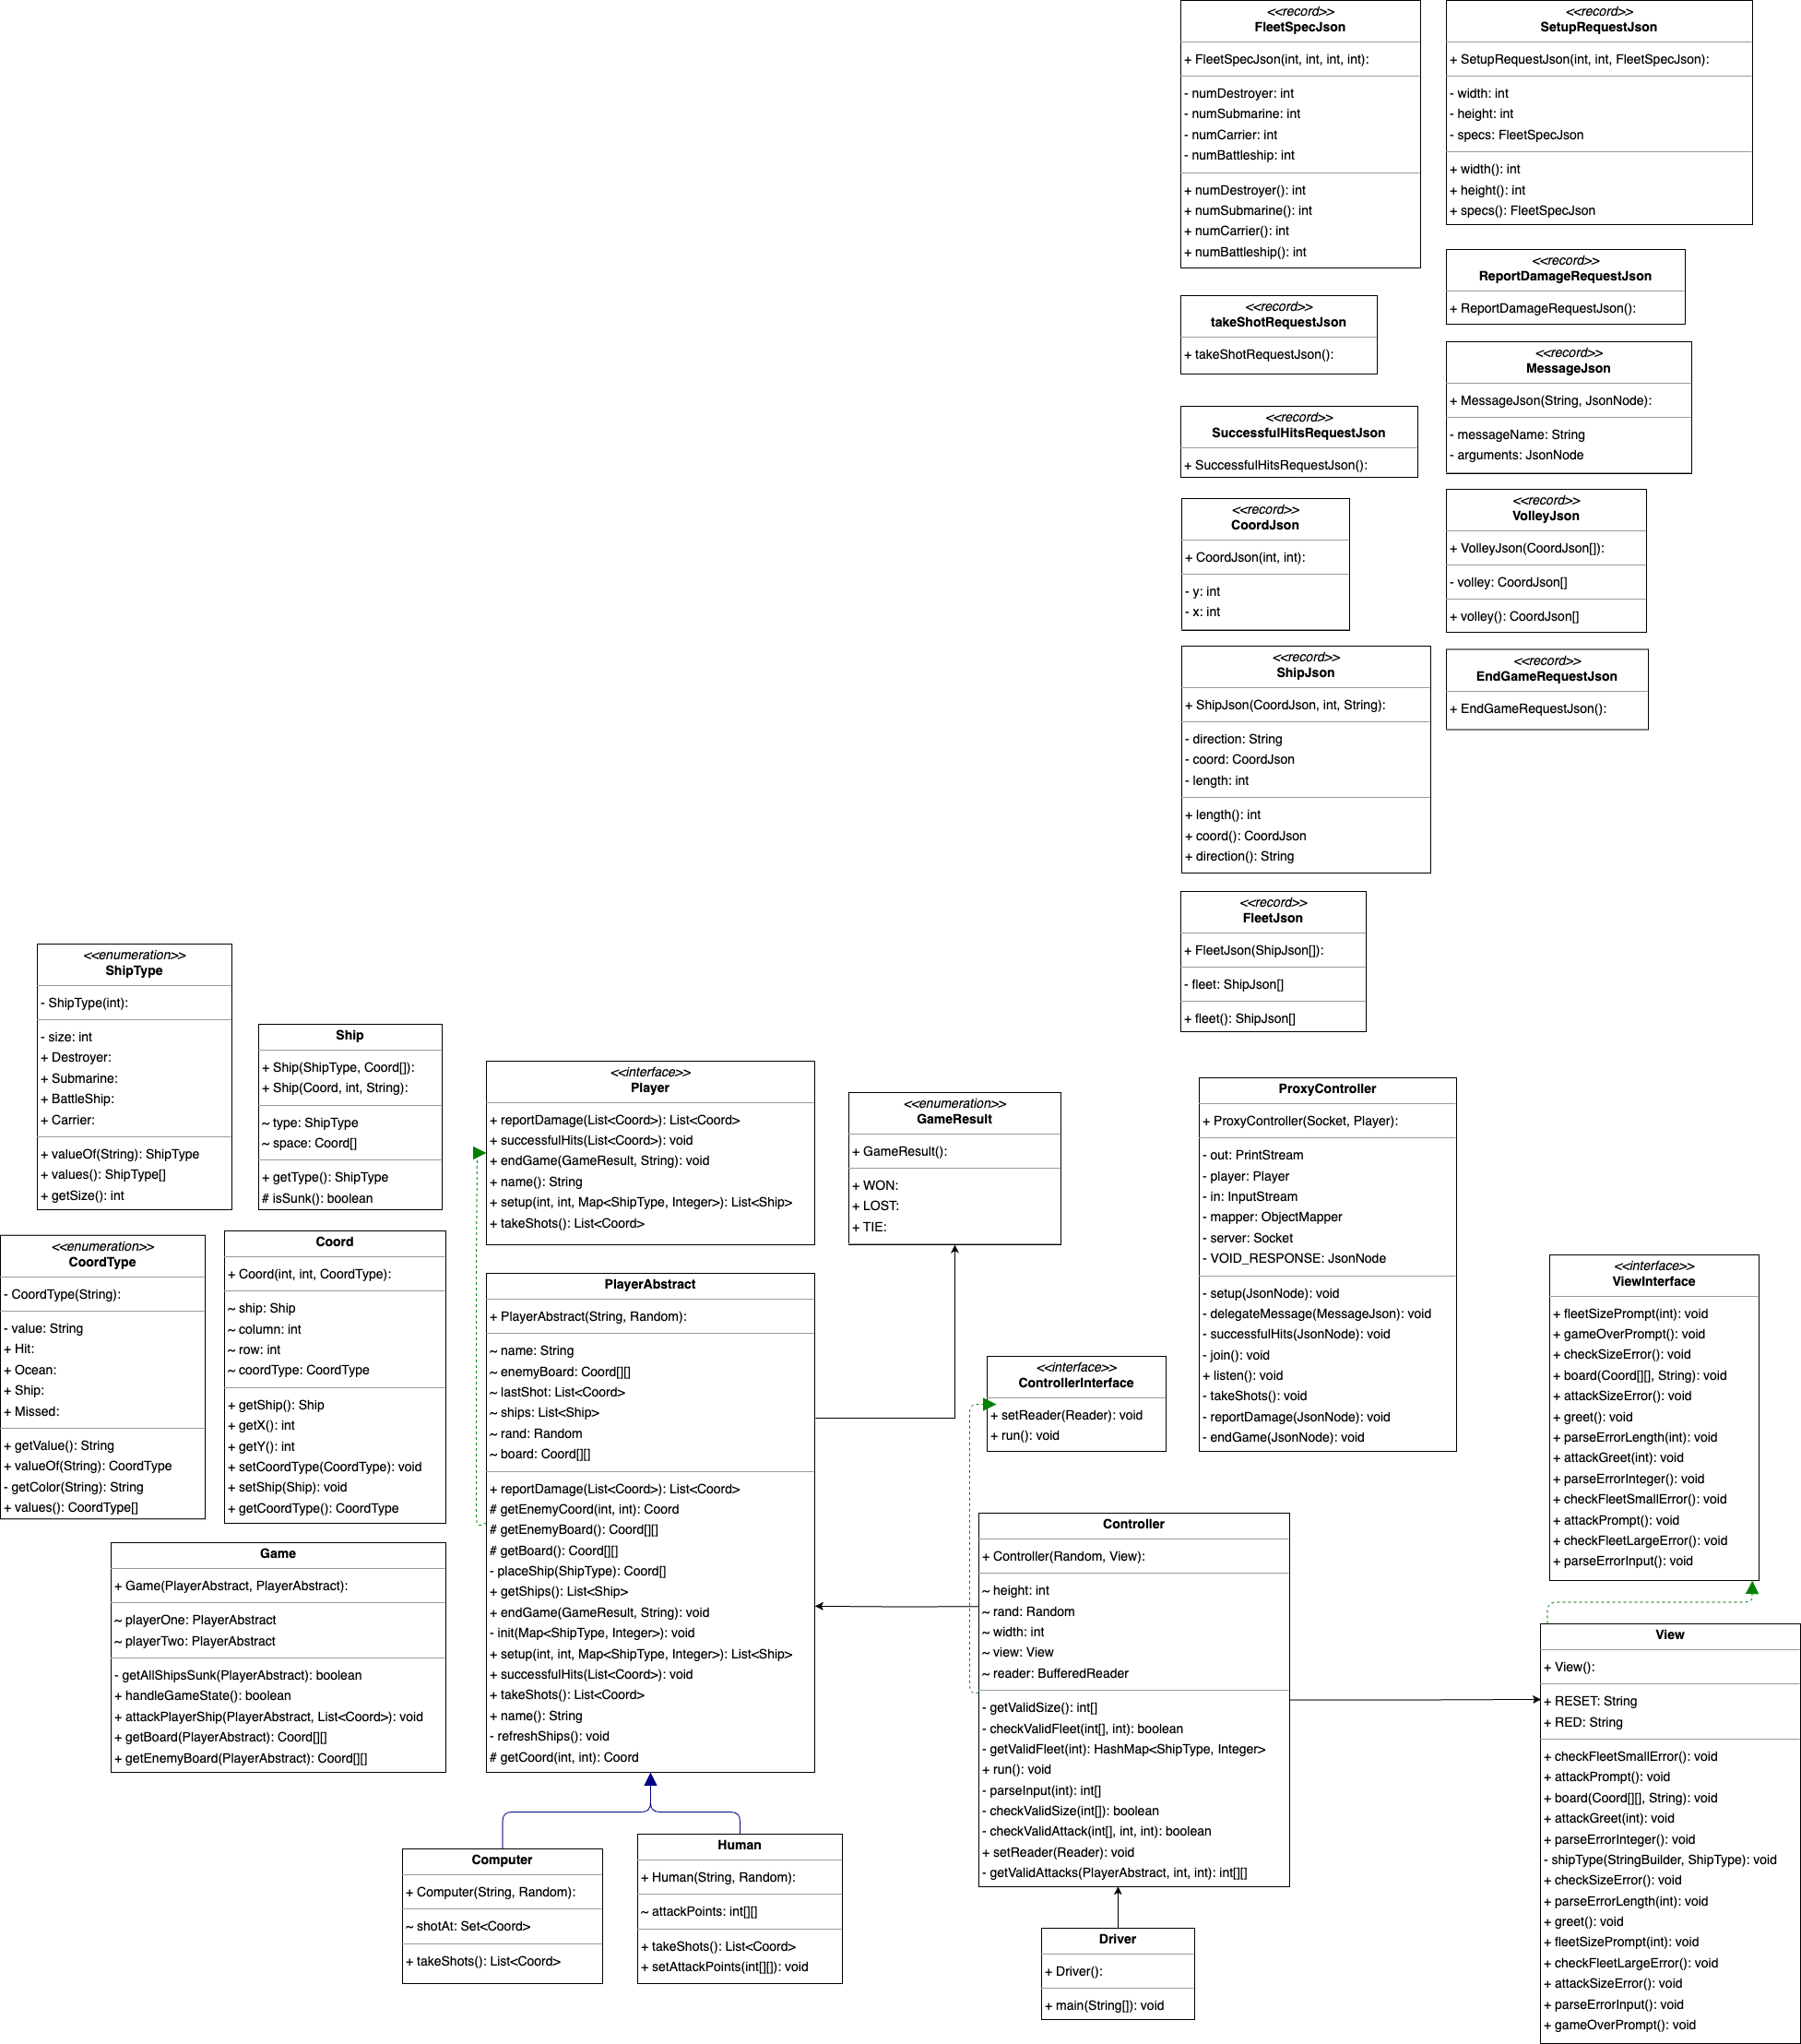 <<record>>
FleetSpecJson
+ FleetSpecJson(int, int, int, int):
- numDestroyer: int
- numSubmarine: int
- numCarrier: int
- numBattleship: int
+ numDestroyer(): int
+ numSubmarine(): int
+ numCarrier(): int
+ numBattleship(): int
<<record>>
SetupRequestJson
+ SetupRequestJson(int, int, FleetSpecJson):
- width: int
- height: int
- specs: FleetSpecJson
+ width(): int
+ height(): int
+ specs(): FleetSpecJson
<<record>>
ReportDamageRequestJson
+ ReportDamageRequestJson():
<<record>>
takeShotRequestJson
+ takeShotRequestJson():
<<record>>
MessageJson
+ MessageJson(String, JsonNode):
- messageName: String
- arguments: JsonNode
<<record>>
SuccessfulHitsRequestJson
+ SuccessfulHitsRequestJson():
<<record>>
CoordJson
+ CoordJson(int, int):
- y: int
- x: int
<<record>>
VolleyJson
+ VolleyJson(CoordJson[]):
- volley: CoordJson[]
+ volley(): CoordJson[]
<<record>>
ShipJson
+ ShipJson(CoordJson, int, String):
- direction: String
- coord: CoordJson
- length: int
+ length(): int
+ coord(): CoordJson
+ direction(): String
<<record>>
EndGameRequestJson
+ EndGameRequestJson():
<<record>>
FleetJson
+ FleetJson(ShipJson[]):
- fleet: ShipJson[]
+ fleet(): ShipJson[]
<<enumeration>>
ShipType
- ShipType(int):
- size: int
+ Destroyer:
+ Submarine:
+ BattleShip:
+ Carrier:
+ valueOf(String): ShipType
+ values(): ShipType[]
+ getSize(): int
Ship
+ Ship(ShipType, Coord[]):
+ Ship(Coord, int, String):
~ type: ShipType
~ space: Coord[]
+ getType(): ShipType
# isSunk(): boolean
<<interface>>
Player
+ reportDamage(List<Coord>): List<Coord>
+ successfulHits(List<Coord>): void
+ endGame(GameResult, String): void
+ name(): String
+ setup(int, int, Map<ShipType, Integer>): List<Ship>
+ takeShots(): List<Coord>
<<enumeration>>
GameResult
+ GameResult():
+ WON:
+ LOST:
+ TIE:
ProxyController
+ ProxyController(Socket, Player):
- out: PrintStream
- player: Player
- in: InputStream
- mapper: ObjectMapper
- server: Socket
- VOID_RESPONSE: JsonNode
- setup(JsonNode): void
- delegateMessage(MessageJson): void
- successfulHits(JsonNode): void
- join(): void
+ listen(): void
- takeShots(): void
- reportDamage(JsonNode): void
- endGame(JsonNode): void
<<enumeration>>
CoordType
- CoordType(String):
- value: String
+ Hit:
+ Ocean:
+ Ship:
+ Missed:
+ getValue(): String
+ valueOf(String): CoordType
- getColor(String): String
+ values(): CoordType[]
Coord
+ Coord(int, int, CoordType):
~ ship: Ship
~ column: int
~ row: int
~ coordType: CoordType
+ getShip(): Ship
+ getX(): int
+ getY(): int
+ setCoordType(CoordType): void
+ setShip(Ship): void
+ getCoordType(): CoordType
PlayerAbstract
+ PlayerAbstract(String, Random):
~ name: String
~ enemyBoard: Coord[][]
~ lastShot: List<Coord>
~ ships: List<Ship>
~ rand: Random
~ board: Coord[][]
+ reportDamage(List<Coord>): List<Coord>
# getEnemyCoord(int, int): Coord
# getEnemyBoard(): Coord[][]
# getBoard(): Coord[][]
- placeShip(ShipType): Coord[]
+ getShips(): List<Ship>
+ endGame(GameResult, String): void
- init(Map<ShipType, Integer>): void
+ setup(int, int, Map<ShipType, Integer>): List<Ship>
+ successfulHits(List<Coord>): void
+ takeShots(): List<Coord>
+ name(): String
- refreshShips(): void
# getCoord(int, int): Coord
<<interface>>
ControllerInterface
+ setReader(Reader): void
+ run(): void
<<interface>>
ViewInterface
+ fleetSizePrompt(int): void
+ gameOverPrompt(): void
+ checkSizeError(): void
+ board(Coord[][], String): void
+ attackSizeError(): void
+ greet(): void
+ parseErrorLength(int): void
+ attackGreet(int): void
+ parseErrorInteger(): void
+ checkFleetSmallError(): void
+ attackPrompt(): void
+ checkFleetLargeError(): void
+ parseErrorInput(): void
Game
+ Game(PlayerAbstract, PlayerAbstract):
~ playerOne: PlayerAbstract
~ playerTwo: PlayerAbstract
- getAllShipsSunk(PlayerAbstract): boolean
+ handleGameState(): boolean
+ attackPlayerShip(PlayerAbstract, List<Coord>): void
+ getBoard(PlayerAbstract): Coord[][]
+ getEnemyBoard(PlayerAbstract): Coord[][]
Controller
+ Controller(Random, View):
~ height: int
~ rand: Random
~ width: int
~ view: View
~ reader: BufferedReader
- getValidSize(): int[]
- checkValidFleet(int[], int): boolean
- getValidFleet(int): HashMap<ShipType, Integer>
+ run(): void
- parseInput(int): int[]
- checkValidSize(int[]): boolean
- checkValidAttack(int[], int, int): boolean
+ setReader(Reader): void
- getValidAttacks(PlayerAbstract, int, int): int[][]
View
+ View():
+ RESET: String
+ RED: String
+ checkFleetSmallError(): void
+ attackPrompt(): void
+ board(Coord[][], String): void
+ attackGreet(int): void
+ parseErrorInteger(): void
- shipType(StringBuilder, ShipType): void
+ checkSizeError(): void
+ parseErrorLength(int): void
+ greet(): void
+ fleetSizePrompt(int): void
+ checkFleetLargeError(): void
+ attackSizeError(): void
+ parseErrorInput(): void
+ gameOverPrompt(): void
Computer
+ Computer(String, Random):
~ shotAt: Set<Coord>
+ takeShots(): List<Coord>
Human
+ Human(String, Random):
~ attackPoints: int[][]
+ takeShots(): List<Coord>
+ setAttackPoints(int[][]): void
Driver
+ Driver():
+ main(String[]): void